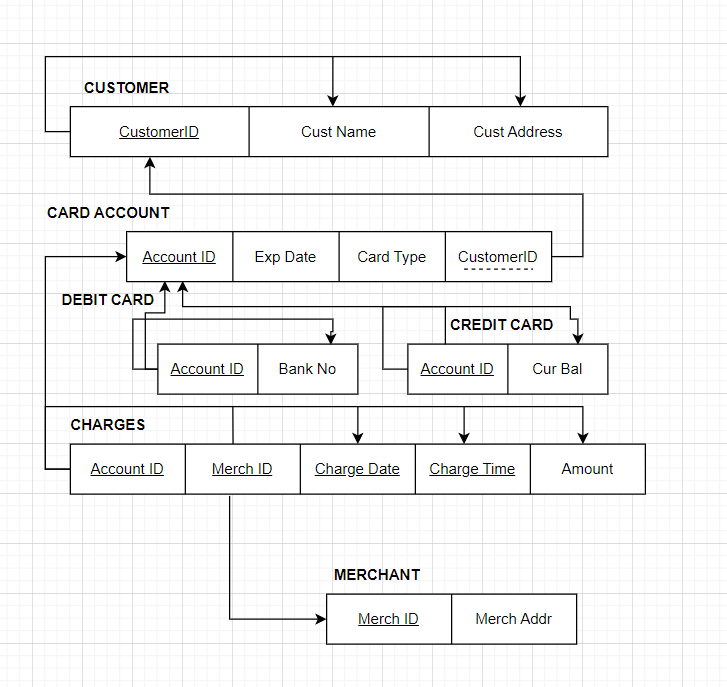 CUSTOMER
CustomerID Cust Name Cust Address
CARD ACCOUNT
Account ID Exp Date Card Type CustomerID
DEBIT CARD
CREDIT CARD
Account ID Bank No Account ID Cur Bal
CHARGES
Account ID Merch ID Charge Date Charge Time Amount
MERCHANT
Merch ID Merch Addr